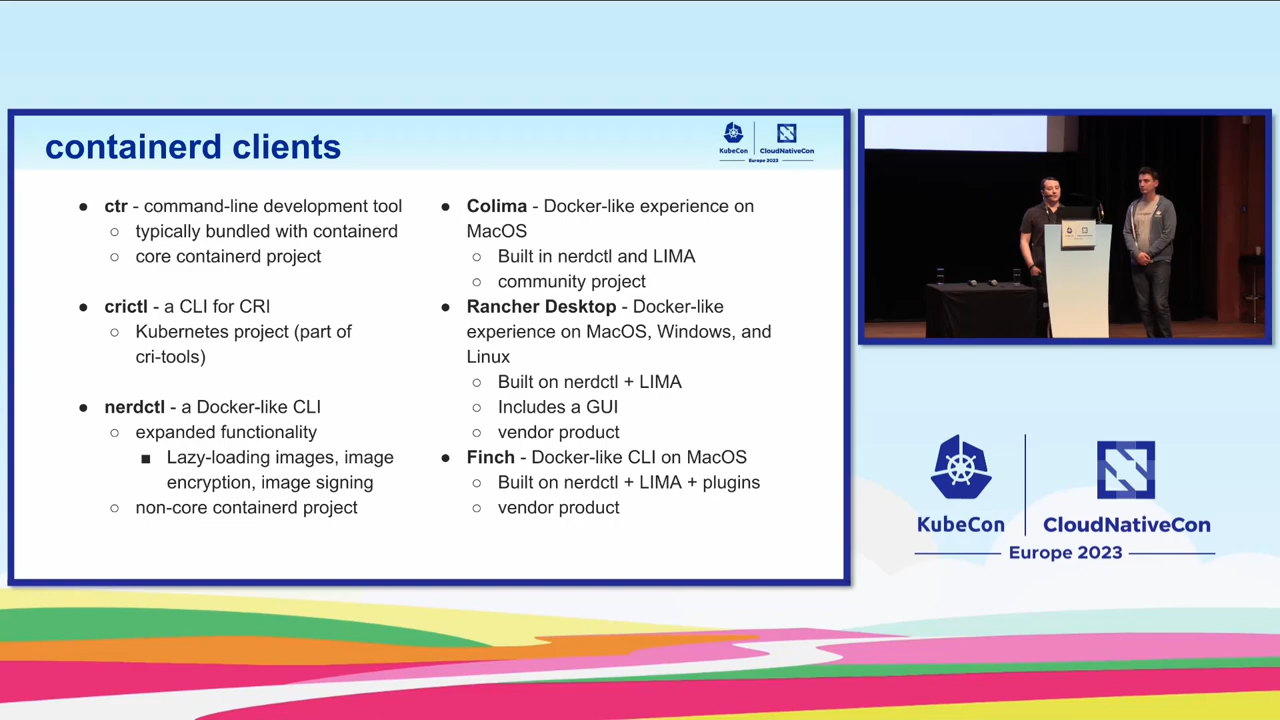 containerd clients
KubeCon
CloudNativeCon
Europe 2023
● ctr - command-line development tool
○ typically bundled with containerd
○ core containerd project
● crictl - a CLI for CRI
○ Kubernetes project (part of
cri-tools)
● nerdctl - a Docker-like CLI
○ expanded functionality
■ Lazy-loading images, image
encryption, image signing
○ non-core containerd project
● Colima - Docker-like experience on
MacOS
○ Built in nerdctl and LIMA
○ community project
● Rancher Desktop - Docker-like
experience on MacOS, Windows, and
Linux
○ Built on nerdctl + LIMA
○ Includes a GUI
○ vendor product
● Finch - Docker-like CLI on MacOS
○ Built on nerdctl + LIMA + plugins
○ vendor product
KubeCon
CloudNativeCon
Europe 2023